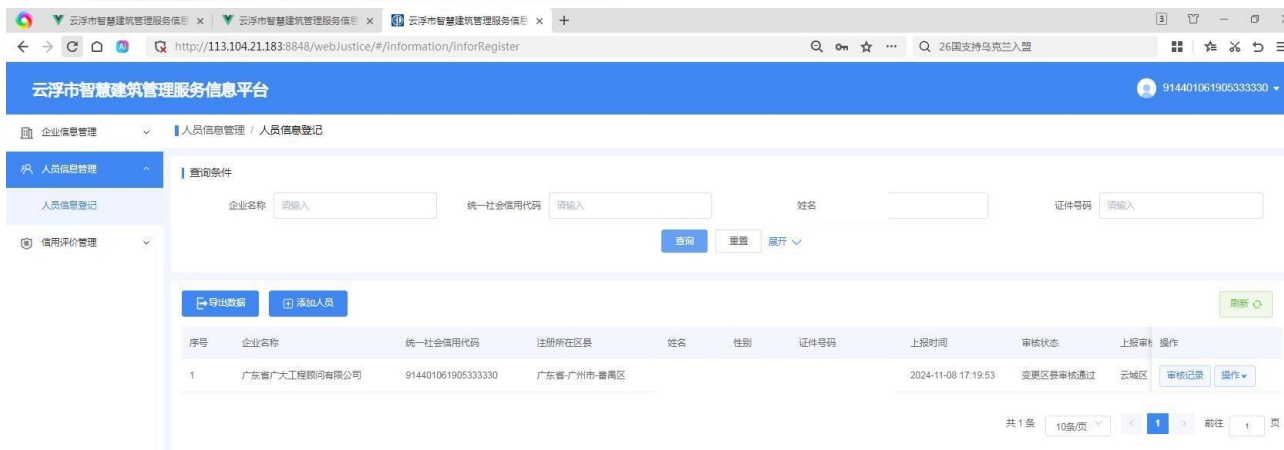 云浮市智慧建筑管理服务信息 × 云浮市智慧建筑管理服务信息 × 云浮市智慧建筑管理服务信息 × +
3
http://113.104.21.183:8848/webJustice/#/information/inforRegister
26国支持乌克兰入盟
云浮市智慧建筑管理服务信息平台
914401061905333330
企业信息管理
人员信息管理
人员信息登记
信用评价管理
人员信息管理 / 人员信息登记
查询条件
企业名称 请输入 统一社会信用代码 请输入 姓名 证件号码 请输入
查询 重置 展开
导出数据 添加人员 刷新
序号 企业名称 统一社会信用代码 注册所在区县 姓名 性别 证件号码 上报时间 审核状态 上报审 操作
1 广东省广大工程顾问有限公司 914401061905333330 广东省-广州市-番禺区 2024-11-08 17:19:53 变更区县审核通过 云城区 审核记录 操作
共 1 条 10条/页 1 前往 1 页